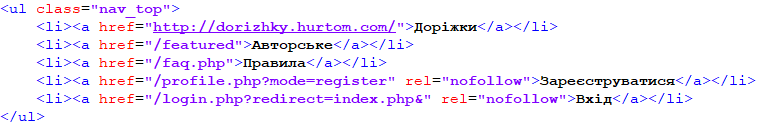 <ul class="nav_top">
<li><a href="http://dorizhky.hurtom.com/">Доріжки</a></li>
<li><a href="/featured">Авторське</a></li>
<li><a href="/faq.php">Правила</a></li>
<li><a href="/profile.php?mode=register" rel="nofollow">Зареєструватися</a></li>
<li><a href="/login.php?redirect=index.php&" rel="nofollow">Вхід</a></li>
</ul>